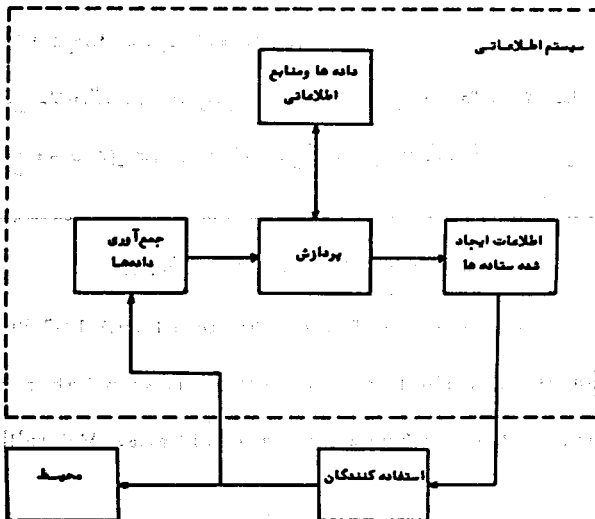 سیستم اطلاعاتی
داده ها ومنابع
اطلاعاتی
جمع‌آوری
داده‌ها
پردازش
اطلاعات ایجاد
شده ستاده ها
محیط
استفاده کنندگان